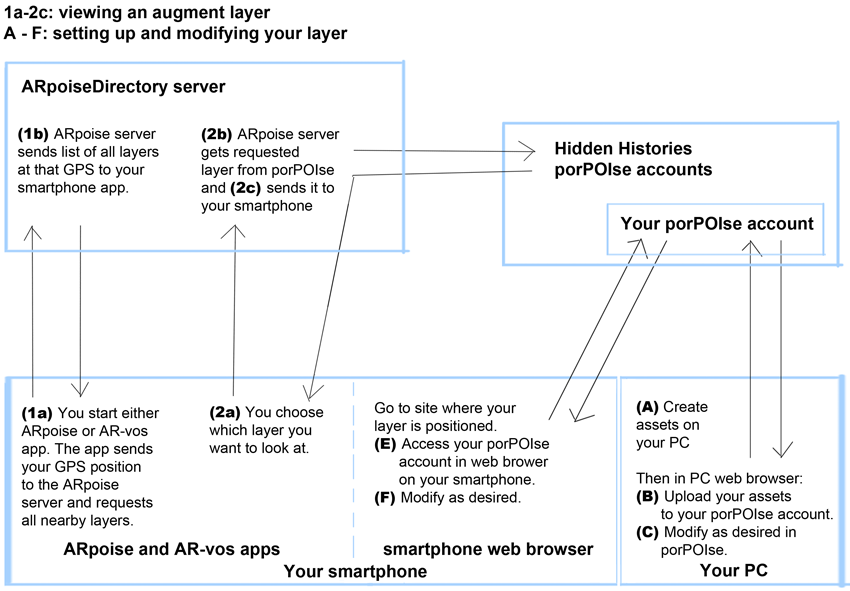 1a-2c: viewing an augment layer
A - F: setting up and modifying your layer
ARpoiseDirectory server
(1b) ARpoise server
sends list of all layers
at that GPS to your
smartphone app.
(2b) ARpoise server
gets requested
layer from porPOIse
and (2c) sends it to
your smartphone
Hidden Histories
porPOIse accounts
Your porPOIse account
(1a) You start either
ARpoise or AR-vos
app. The app sends
your GPS position
to the ARpoise
server and requests
all nearby layers.
(2a) You choose
which layer you
want to look at.
ARpoise and AR-vos apps
Go to site where your
layer is positioned.
(E) Access your porPOIse
account in web brower
on your smartphone.
(F) Modify as desired.
smartphone web browser
Your smartphone
(A) Create
assets on
your PC
Then in PC web browser:
(B) Upload your assets
to your porPOIse account.
(C) Modify as desired in
porPOIse.
Your PC